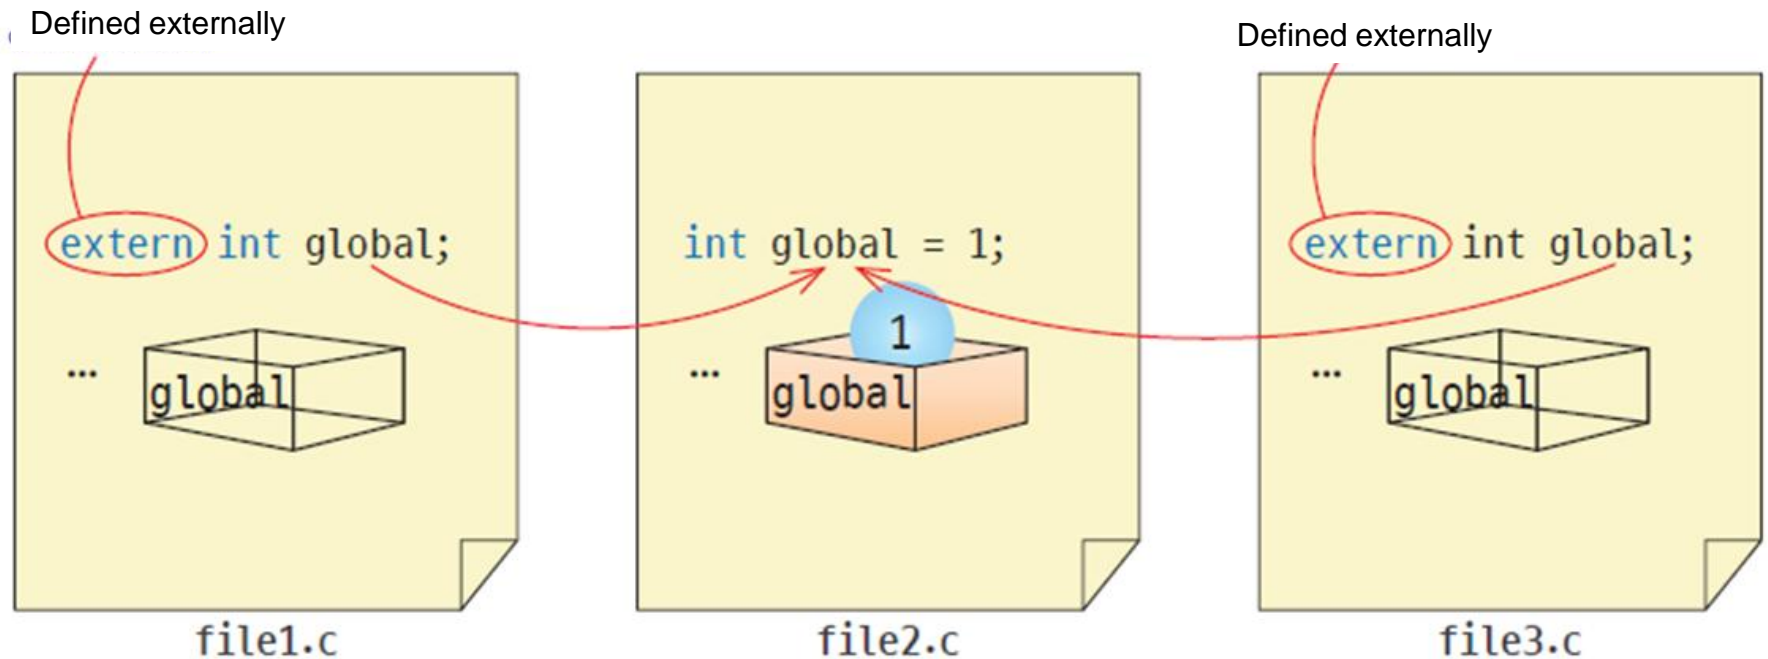 Defined externally
Defined externally
extern int global;
int global = 1;
extern int global;
1
... global
... global
... global
file1.c
file2.c
file3.c